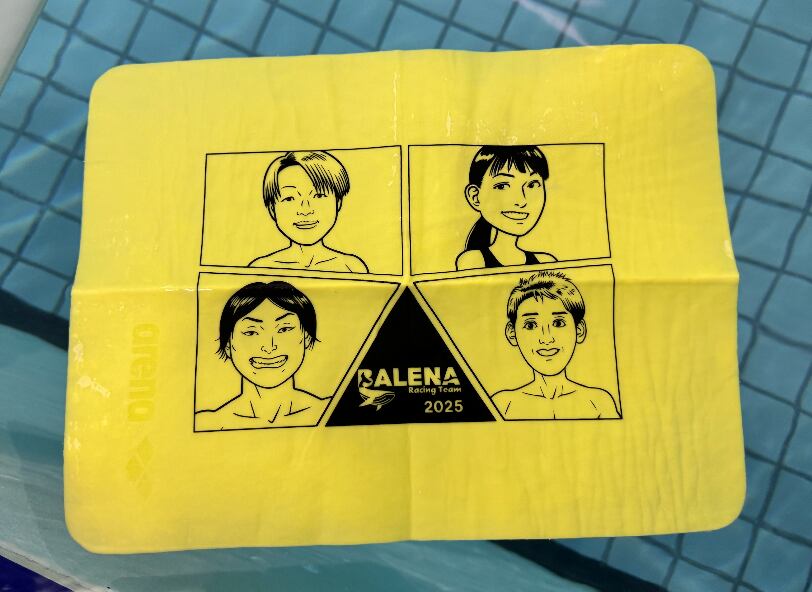 arena
BALENA
Racing Team
2025